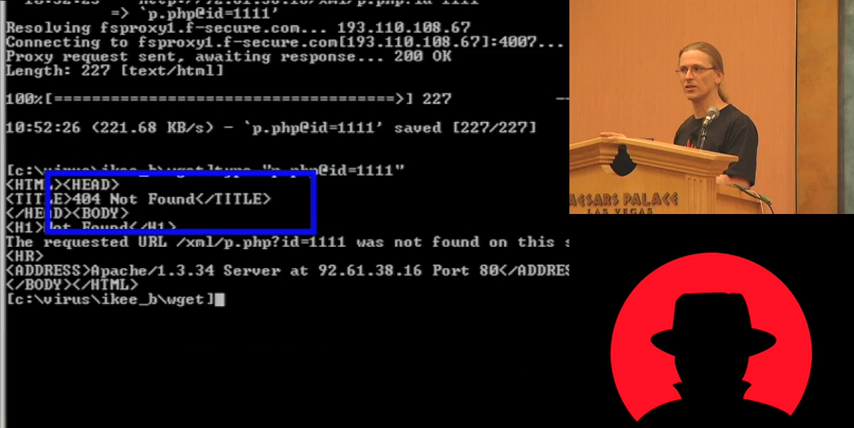 => `p.php@id=1111'
Resolving fsproxy1.f-secure.com... 193.110.108.67
Connecting to fsproxy1.f-secure.com[193.110.108.67]:4007...
Proxy request sent, awaiting response... 200 OK
Length: 227 [text/html]
100%[====================================>] 227 --
10:52:26 (221.68 KB/s) - `p.php@id=1111' saved [227/227]
[c:\virus\ikee_b\wget]type "p.php@id=1111"
<HTML><HEAD>
<TITLE>404 Not Found</TITLE>
</HEAD><BODY>
<H1>Not Found</H1>
The requested URL /xml/p.php?id=1111 was not found on this s
<HR>
<ADDRESS>Apache/1.3.34 Server at 92.61.38.16 Port 80</ADDRES
</BODY></HTML>
[c:\virus\ikee_b\wget]
CAESARS PALACE
LAS VEGAS